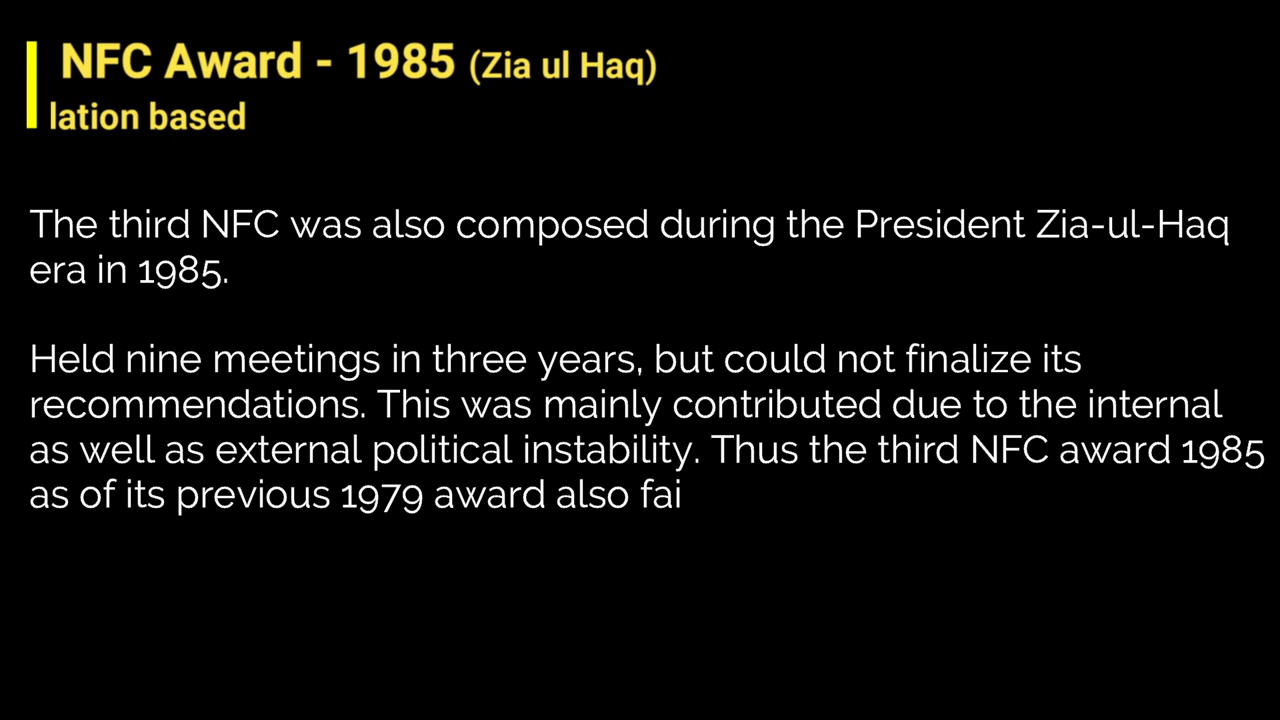 NFC Award - 1985 (Zia ul Haq)
lation based
The third NFC was also composed during the President Zia-ul-Haq
era in 1985.
Held nine meetings in three years, but could not finalize its
recommendations. This was mainly contributed due to the internal
as well as external political instability. Thus the third NFC award 1985
as of its previous 1979 award also fai